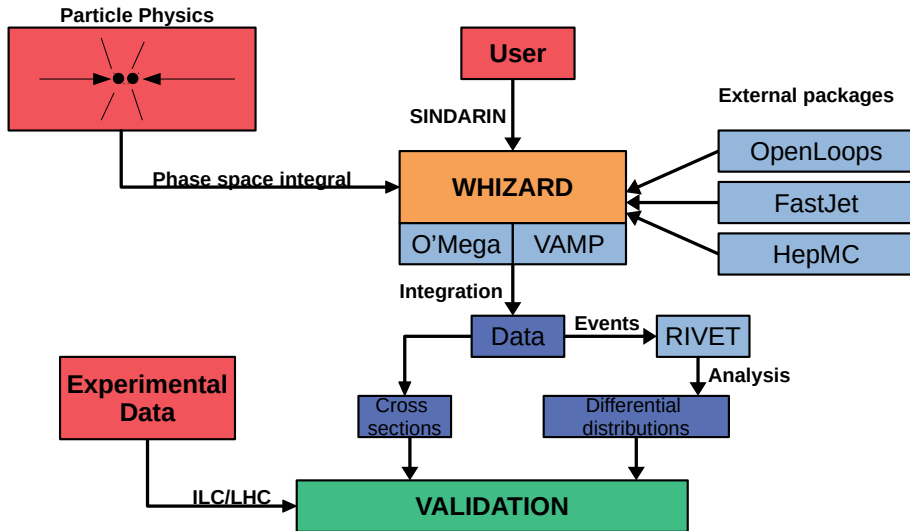 Particle Physics
User
SINDARIN
External packages
OpenLoops
Phase space integral
WHIZARD
FastJet
O’Mega
VAMP
HepMC
Integration
Data
Events
RIVET
Analysis
Experimental
Data
Cross
sections
Differential
distributions
ILC/LHC
VALIDATION